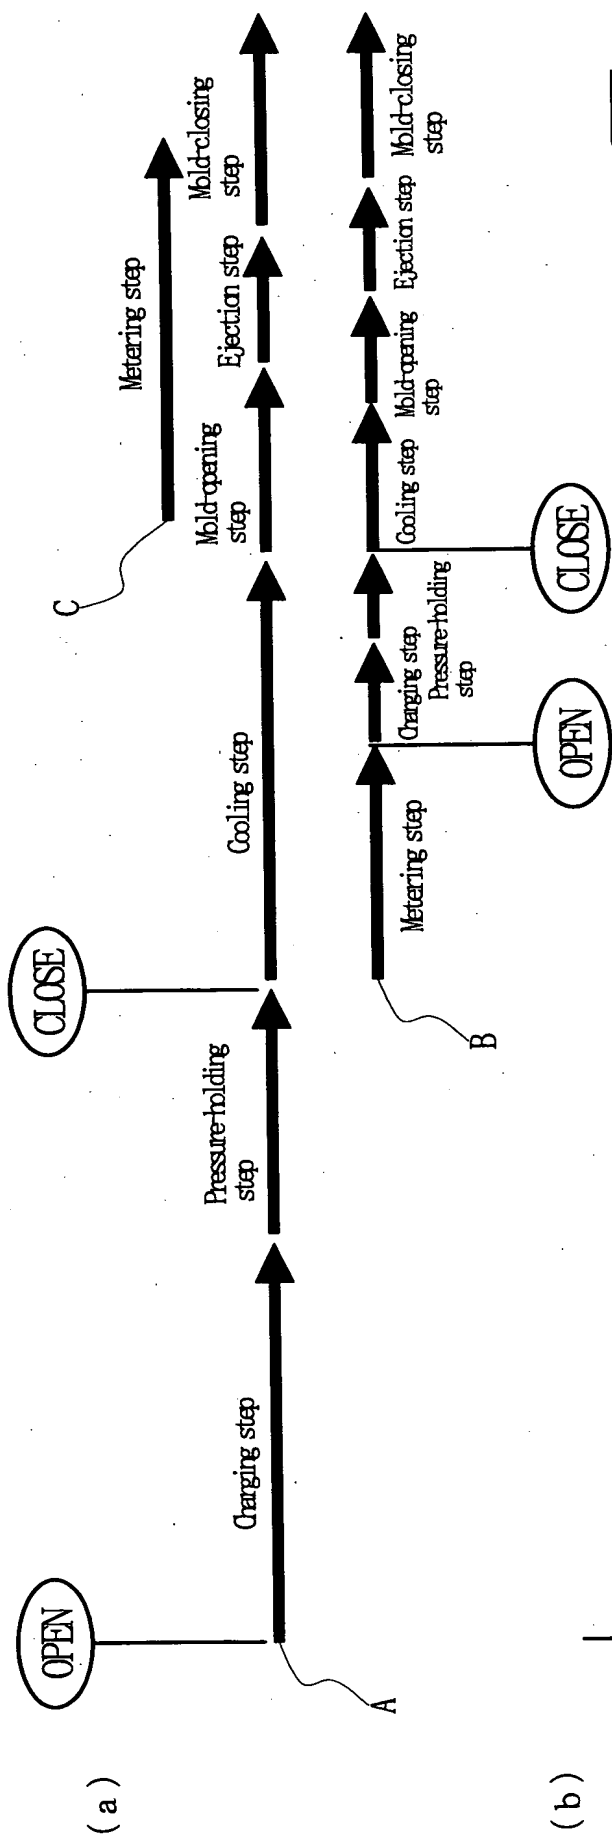 (a)
OPEN
CLOSE
C
Metering step
Charging step
Pressure-holding
step
Cooling step
Mold-opening
step
Ejection step
Mold-closing
step
A
B
Metering step
Charging step
Pressure-holding
step
Cooling step
Mold-opening
step
Ejection step
Mold-closing
step
OPEN
CLOSE
(b)